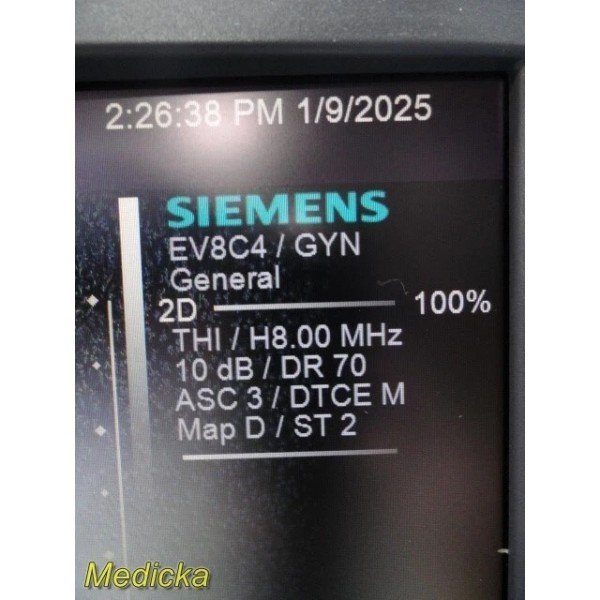 2:26:38 PM 1/9/2025
SIEMENS
EV8C4 / GYN
General
2D 100%
THI / H8.00 MHz
10 dB / DR 70
ASC 3 / DTCE M
Map D / ST 2
Medicka